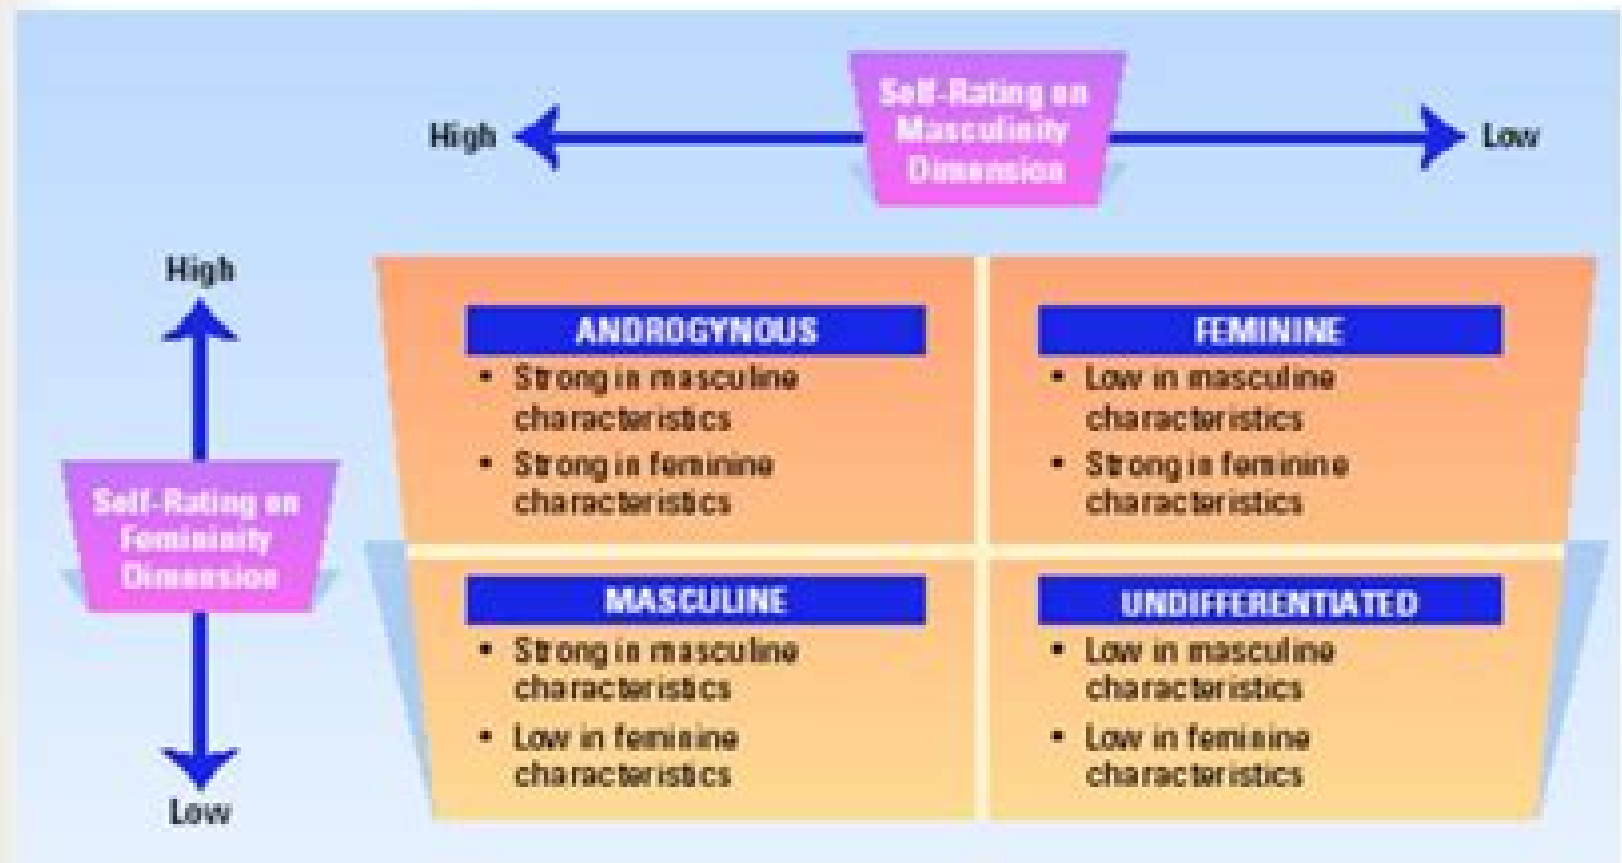 Self-Rating on
Masculinity
Dimension
High
Low
High
Self-Rating on
Femininity
Dimension
Low
ANDROGYNOUS
• Strong in masculine
characteristics
• Strong in feminine
characteristics
FEMININE
• Low in masculine
characteristics
• Strong in feminine
characteristics
MASCULINE
• Strong in masculine
characteristics
• Low in feminine
characteristics
UNDIFFERENTIATED
• Low in masculine
characteristics
• Low in feminine
characteristics